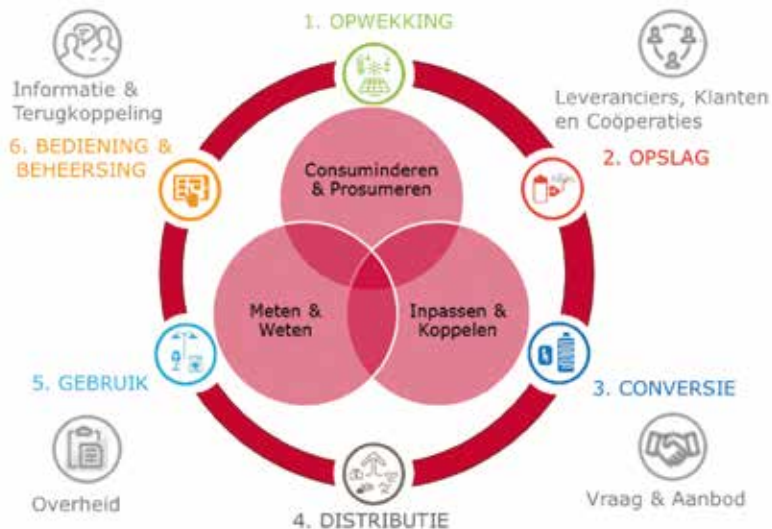 1. OPWEKKING
Informatie &
Terugkoppeling
Leveranciers, Klanten
en Coöperaties
6. BEDIENING &
BEHEERSING
2. OPSLAG
Consuminderen
& Prosumeren
Meten &
Weten
Inpassen &
Koppelen
5. GEBRUIK
3. CONVERSIE
Overheid
4. DISTRIBUTIE
Vraag & Aanbod